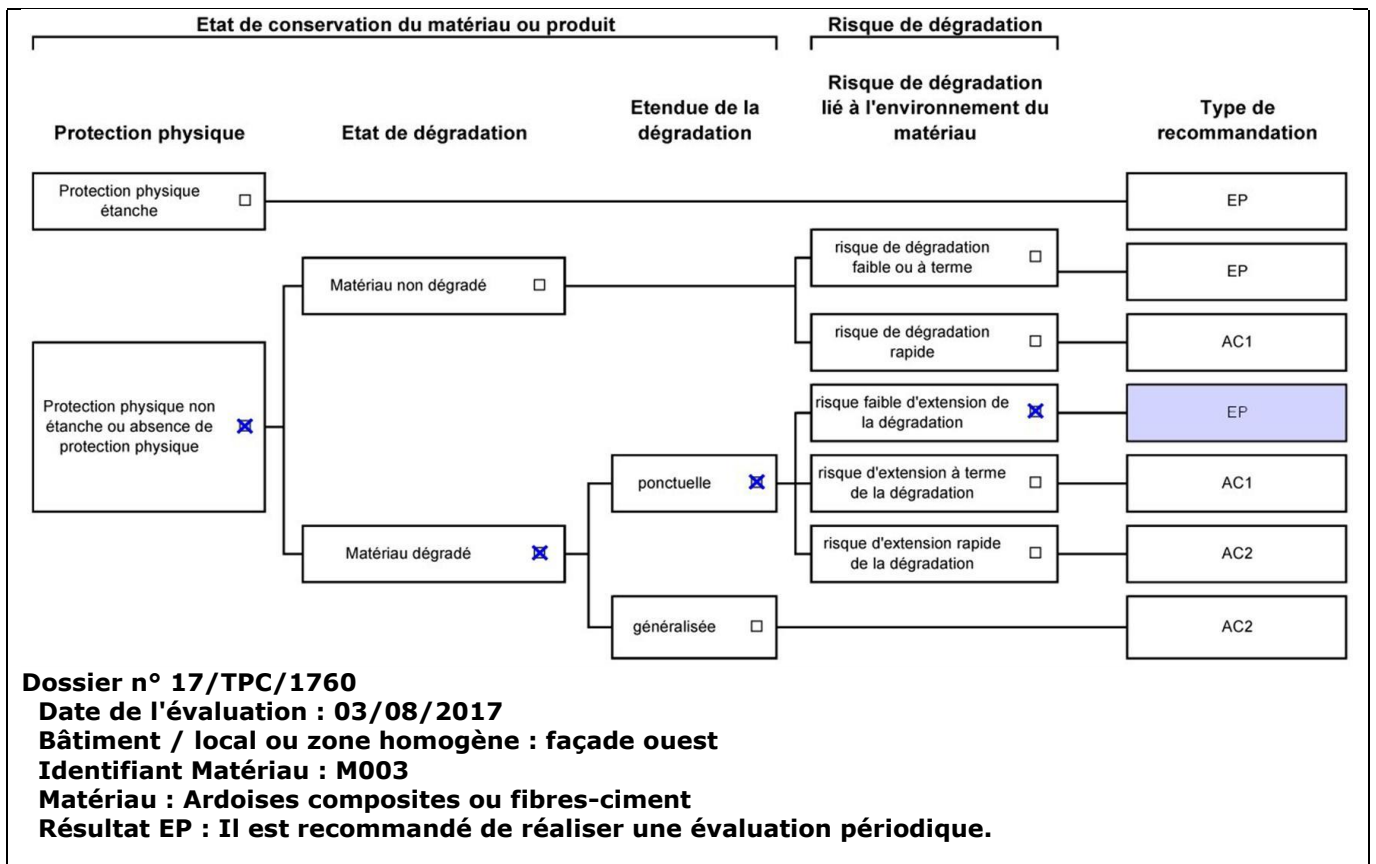 Etat de conservation du matériau ou produit
Risque de dégradation
Protection physique
Etat de dégradation
Etendue de la
dégradation
Risque de dégradation
lié à l'environnement du
matériau
Type de
recommandation
Protection physique
étanche
EP
risque de dégradation
faible ou à terme
EP
Matériau non dégradé
risque de dégradation
rapide
AC1
Protection physique non
étanche ou absence de
protection physique
risque faible d'extension de
la dégradation
EP
ponctuelle
risque d'extension à terme
de la dégradation
AC1
Matériau dégradé
risque d'extension rapide
de la dégradation
AC2
généralisée
AC2
Dossier n° 17/TPC/1760
Date de l'évaluation : 03/08/2017
Bâtiment / local ou zone homogène : façade ouest
Identifiant Matériau : M003
Matériau : Ardoises composites ou fibres-ciment
Résultat EP : Il est recommandé de réaliser une évaluation périodique.